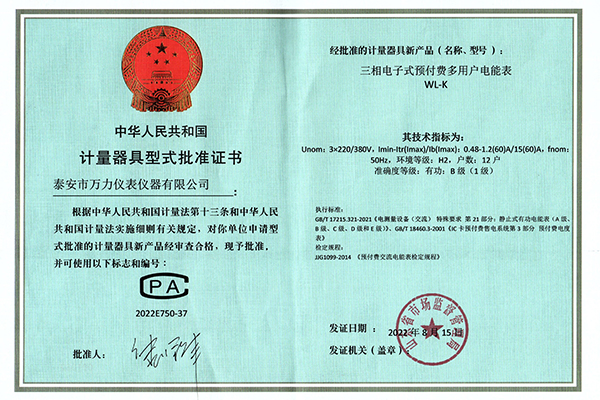 中华人民共和国
计量器具型式批准证书
泰安市万力仪表仪器有限公司：
根据中华人民共和国计量法第十三条和中华人民
共和国计量法实施细则有关规定，对你单位申请型
式批准的计量器具新产品经审查合格，现予批准，
并可使用以下标志和编号：
CPA
2022E750-37
批准人：
经批准的计量器具新产品（名称、型号）：
三相电子式预付费多用户电能表
WL-K
其技术指标为：
Unom：3×220/380V，Imin-Itr(Imax)/Ib(Imax)：0.48-1.2(60)A/15(60)A，fnom：
50Hz，环境等级：H2，户数：12户
准确度等级：有功：B级（1级）
执行标准：
GB/T 17215.321-2021《电测量设备（交流） 特殊要求 第21部分：静止式有功电能表（A级、
B级、C级、D级和E级）》、GB/T 18460.3-2001《IC卡预付费售电系统第3部分 预付费电度
表》
检定规程：
JJG1099-2014 《预付费交流电能表检定规程》
发证日期： 2022年8月15日
发证机关（盖章）：
山东省市场监督管理局